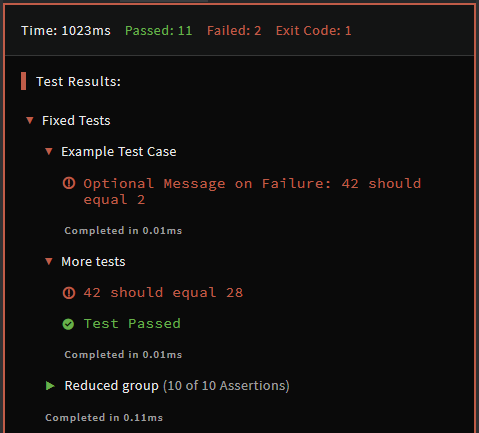 Time: 1023ms Passed: 11 Failed: 2 Exit Code: 1
Test Results:
Fixed Tests
Example Test Case
Optional Message on Failure: 42 should
equal 2
Completed in 0.01ms
More tests
42 should equal 28
Test Passed
Completed in 0.01ms
Reduced group (10 of 10 Assertions)
Completed in 0.11ms